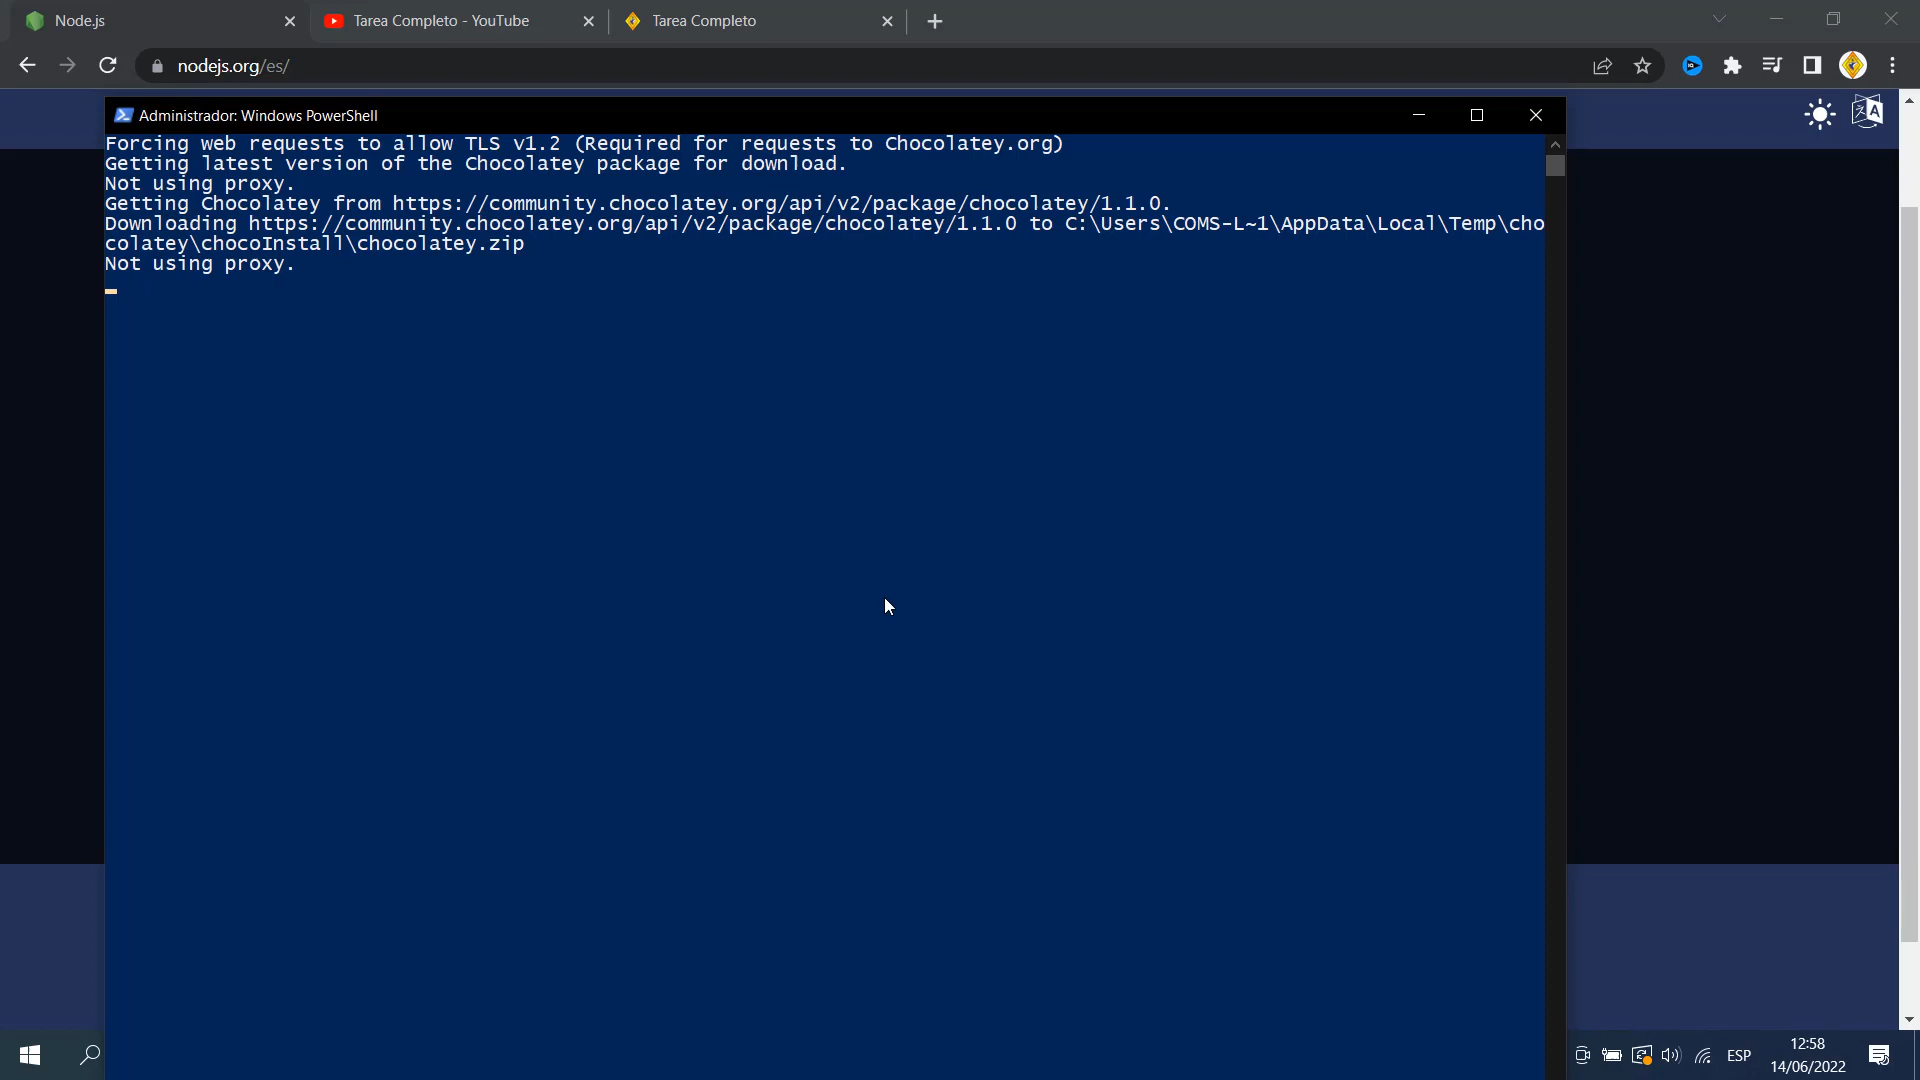 Node.js
Tarea Completo - YouTube
Tarea Completo
nodejs.org/es/
Administrador: Windows PowerShell
Forcing web requests to allow TLS v1.2 (Required for requests to Chocolatey.org)
Getting latest version of the Chocolatey package for download.
Not using proxy.
Getting Chocolatey from https://community.chocolatey.org/api/v2/package/chocolatey/1.1.0.
Downloading https://community.chocolatey.org/api/v2/package/chocolatey/1.1.0 to C:\Users\COMS-L~1\AppData\Local\Temp\cho
colatey\chocoInstall\chocolatey.zip
Not using proxy.
ESP
12:58
14/06/2022